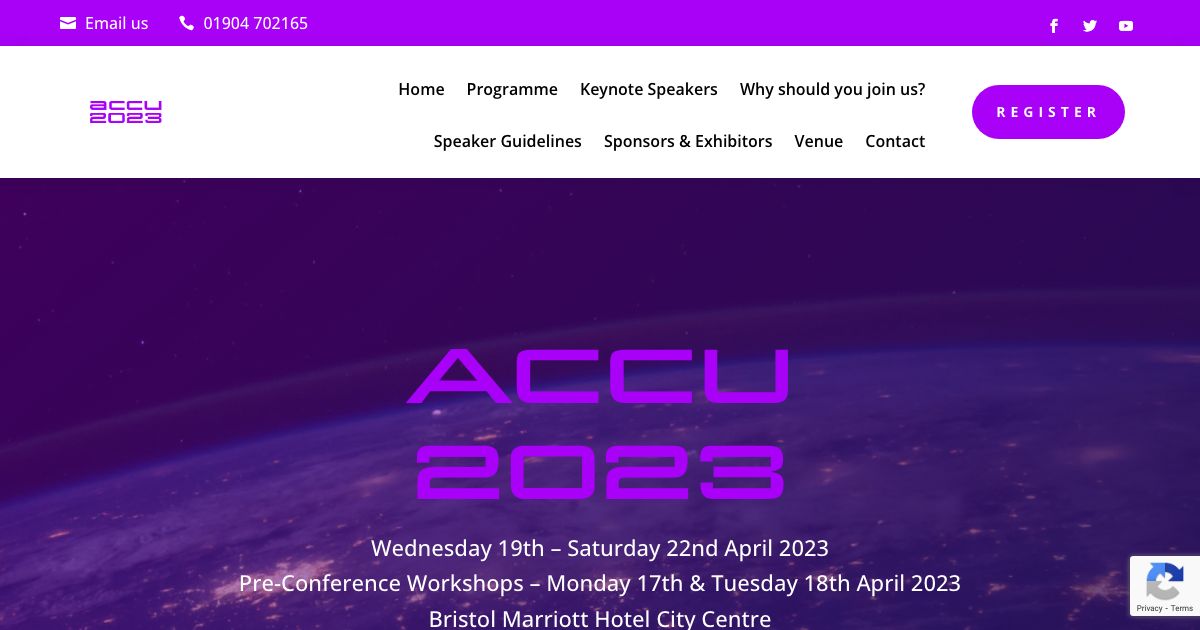 Email us
01904 702165
ACCU
2023
Home
Programme
Keynote Speakers
Why should you join us?
Speaker Guidelines
Sponsors & Exhibitors
Venue
Contact
REGISTER
ACCU
2023
Wednesday 19th – Saturday 22nd April 2023
Pre-Conference Workshops – Monday 17th & Tuesday 18th April 2023
Bristol Marriott Hotel City Centre
Privacy - Terms